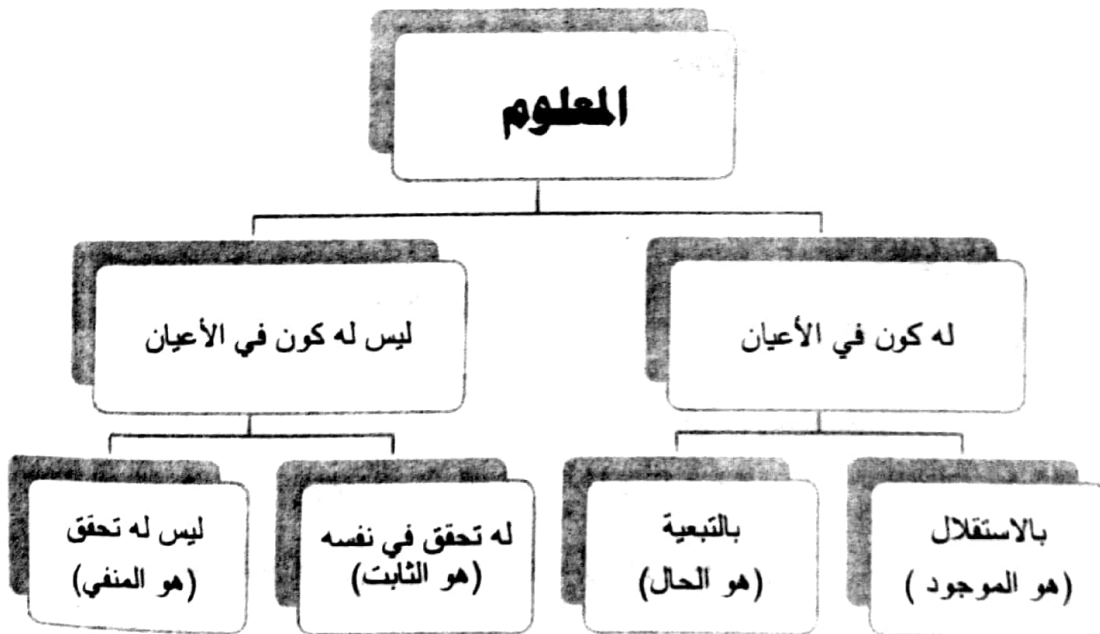 المعلوم
له كون في الأعيان
ليس له كون في الأعيان
بالاستقلال
(هو الموجود )
بالتبعية
(هو الحال)
له تحقق في نفسه
(هو الثابت)
ليس له تحقق
(هو المنفي)